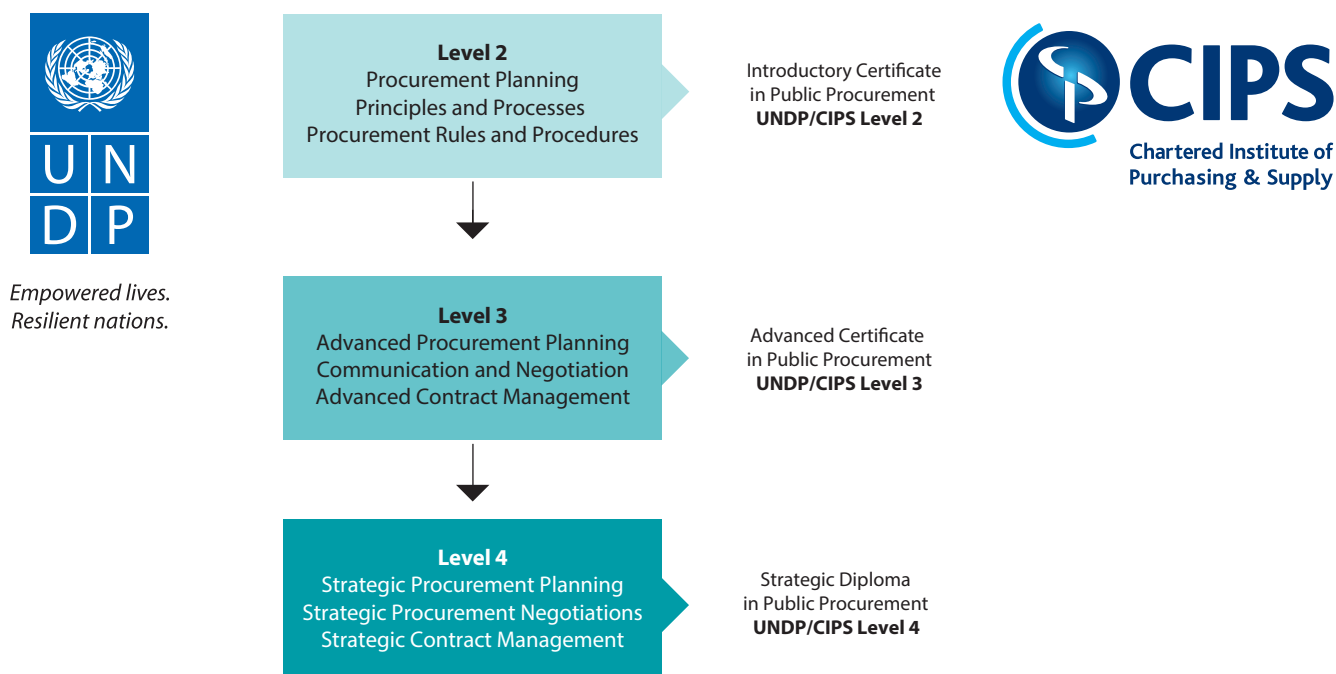 UN
DP
Empowered lives.
Resilient nations.
Level 2
Procurement Planning
Principles and Processes
Procurement Rules and Procedures
Introductory Certificate
in Public Procurement
UNDP/CIPS Level 2
CIPS
Chartered Institute of
Purchasing & Supply
Level 3
Advanced Procurement Planning
Communication and Negotiation
Advanced Contract Management
Advanced Certificate
in Public Procurement
UNDP/CIPS Level 3
Level 4
Strategic Procurement Planning
Strategic Procurement Negotiations
Strategic Contract Management
Strategic Diploma
in Public Procurement
UNDP/CIPS Level 4